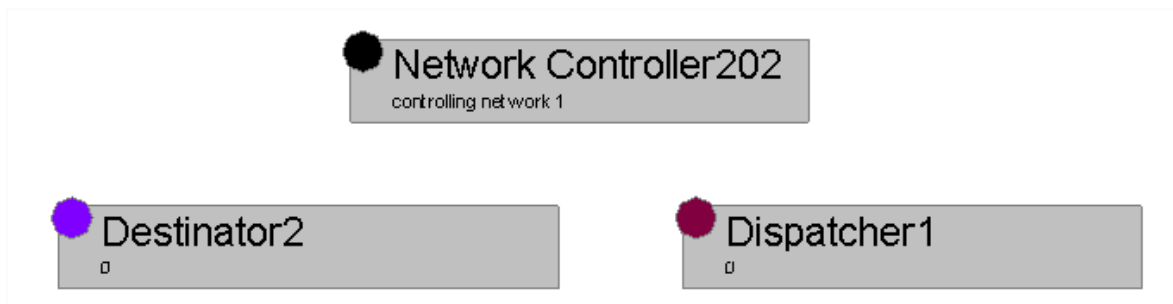 Network Controller202
controlling network 1
Destinator2
0
Dispatcher1
0